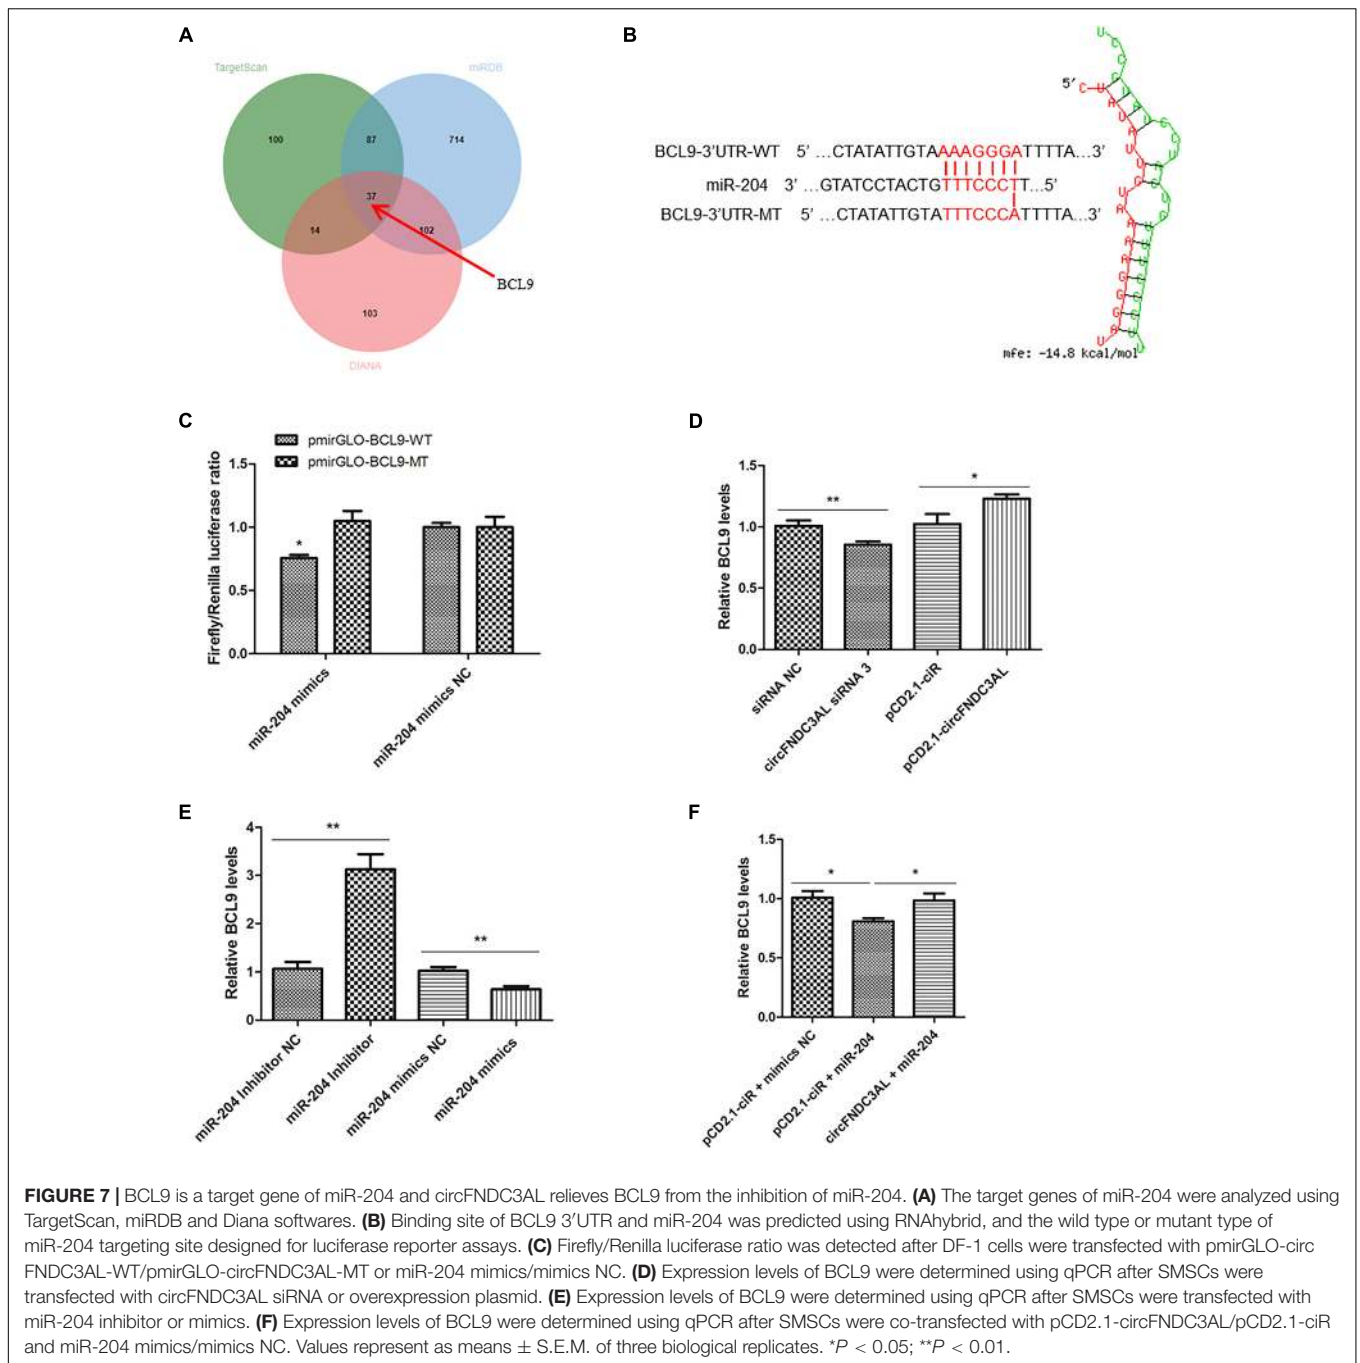 A
TargetScan
miRDB
100
87
714
37
14
102
BCL9
103
DIANA
B
BCL9-3'UTR-WT 5' ...CTATATTGTAAAAGGGATTTTA...3'
miR-204 3' ...GTATCCTACTGTTTCCCTT...5'
BCL9-3'UTR-MT 5' ...CTATATTGTATTTCCCATTTTA...3'
5'
mfe: -14.8 kcal/mol
C
pmirGLO-BCL9-WT
pmirGLO-BCL9-MT
Firefly/Renilla luciferase ratio
1.5
1.0
0.5
0.0
*
miR-204 mimics
miR-204 mimics NC
D
Relative BCL9 levels
1.5
1.0
0.5
0.0
**
*
siRNA NC
circFNDC3AL siRNA 3
pCD2.1-ciR
pCD2.1-circFNDC3AL
E
Relative BCL9 levels
4
3
2
1
0
**
**
miR-204 Inhibitor NC
miR-204 Inhibitor
miR-204 mimics NC
miR-204 mimics
F
Relative BCL9 levels
1.5
1.0
0.5
0.0
*
*
pCD2.1-ciR + mimics NC
pCD2.1-ciR + miR-204
circFNDC3AL + miR-204
FIGURE 7 | BCL9 is a target gene of miR-204 and circFNDC3AL relieves BCL9 from the inhibition of miR-204. (A) The target genes of miR-204 were analyzed using
TargetScan, miRDB and Diana softwares. (B) Binding site of BCL9 3′UTR and miR-204 was predicted using RNAhybrid, and the wild type or mutant type of
miR-204 targeting site designed for luciferase reporter assays. (C) Firefly/Renilla luciferase ratio was detected after DF-1 cells were transfected with pmirGLO-circ
FNDC3AL-WT/pmirGLO-circFNDC3AL-MT or miR-204 mimics/mimics NC. (D) Expression levels of BCL9 were determined using qPCR after SMSCs were
transfected with circFNDC3AL siRNA or overexpression plasmid. (E) Expression levels of BCL9 were determined using qPCR after SMSCs were transfected with
miR-204 inhibitor or mimics. (F) Expression levels of BCL9 were determined using qPCR after SMSCs were co-transfected with pCD2.1-circFNDC3AL/pCD2.1-ciR
and miR-204 mimics/mimics NC. Values represent as means ± S.E.M. of three biological replicates. *P < 0.05; **P < 0.01.